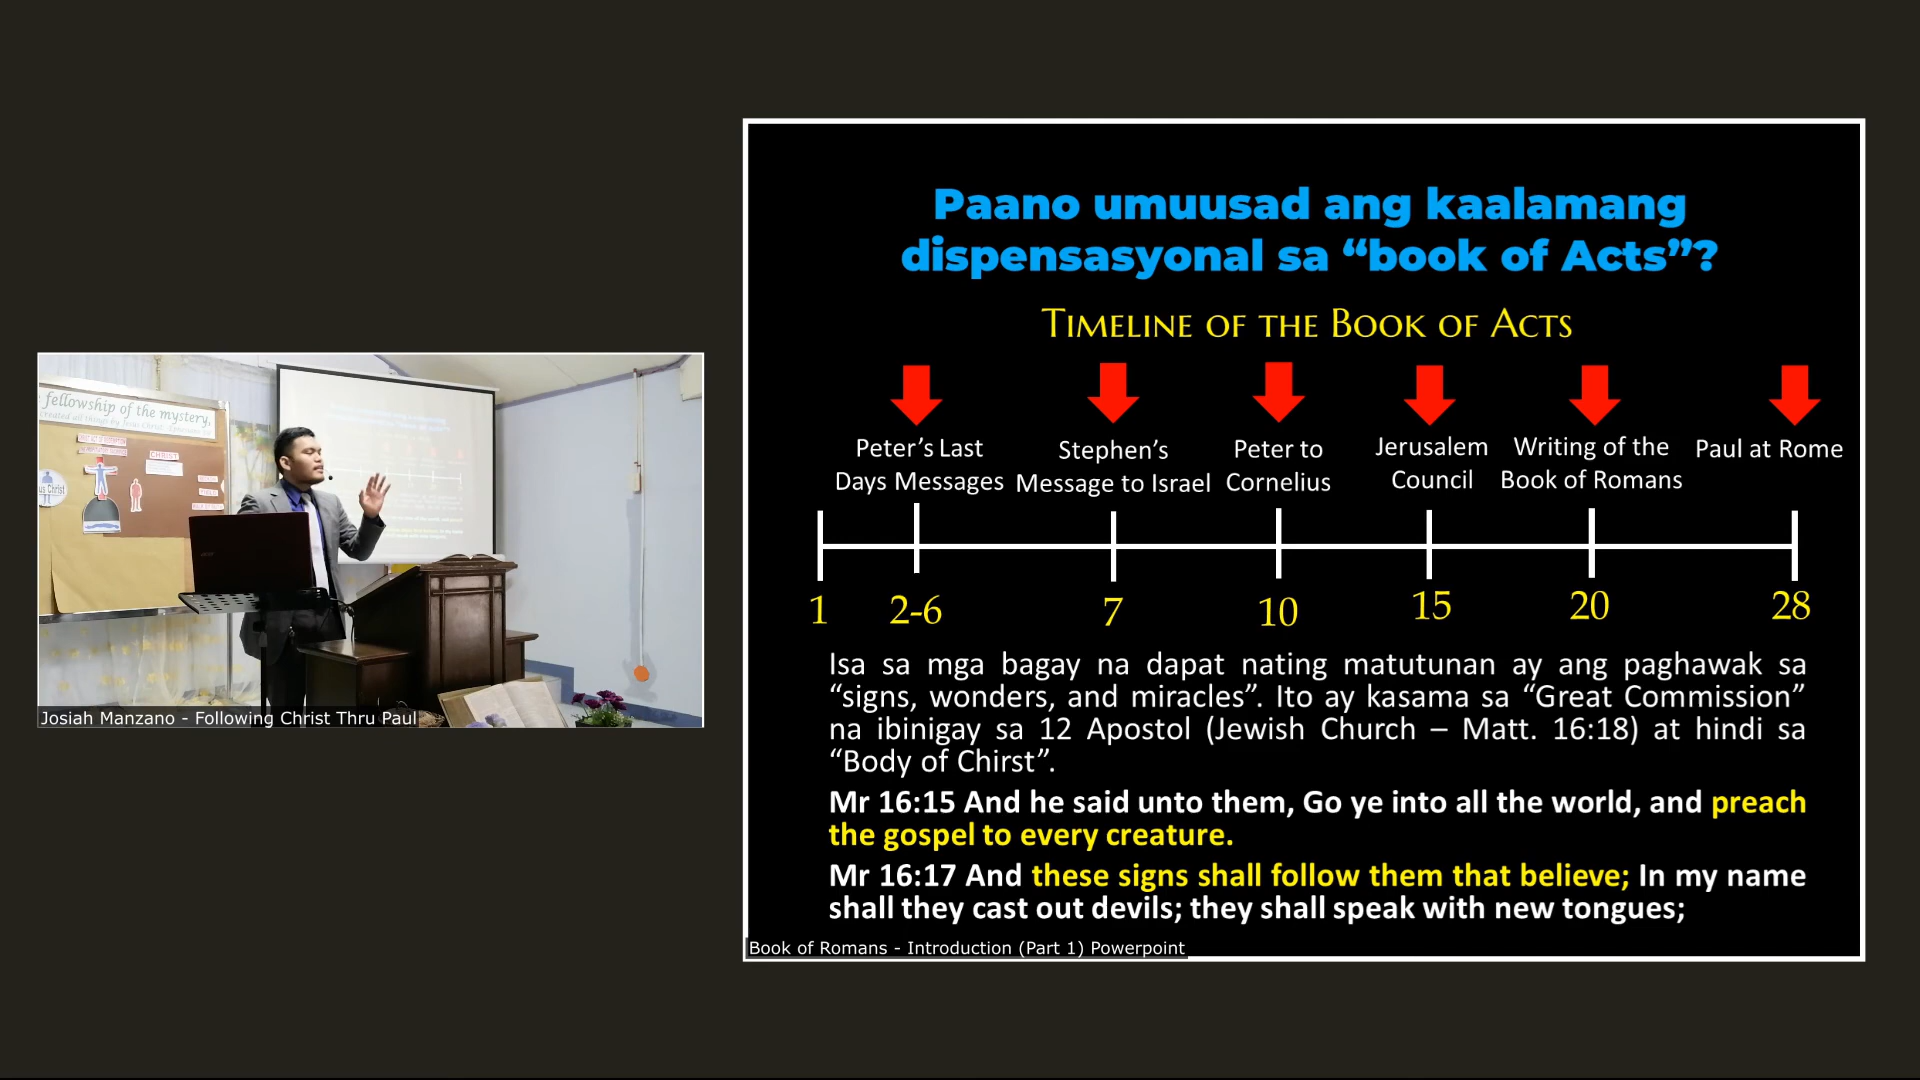 fellowship of the mystery,
CHRIST
us Christ
Josiah Manzano - Following Christ Thru Paul
Paano umuusad ang kaalamang
dispensasyonal sa “book of Acts”?
Timeline of the Book of Acts
Peter’s Last
Days Messages
Stephen’s
Message to Israel
Peter to
Cornelius
Jerusalem
Council
Writing of the
Book of Romans
Paul at Rome
1 2-6 7 10 15 20 28
Isa sa mga bagay na dapat nating matutunan ay ang paghawak sa
“signs, wonders, and miracles”. Ito ay kasama sa “Great Commission”
na ibinigay sa 12 Apostol (Jewish Church – Matt. 16:18) at hindi sa
“Body of Chirst”.
Mr 16:15 And he said unto them, Go ye into all the world, and preach
the gospel to every creature.
Mr 16:17 And these signs shall follow them that believe; In my name
shall they cast out devils; they shall speak with new tongues;
Book of Romans - Introduction (Part 1) Powerpoint